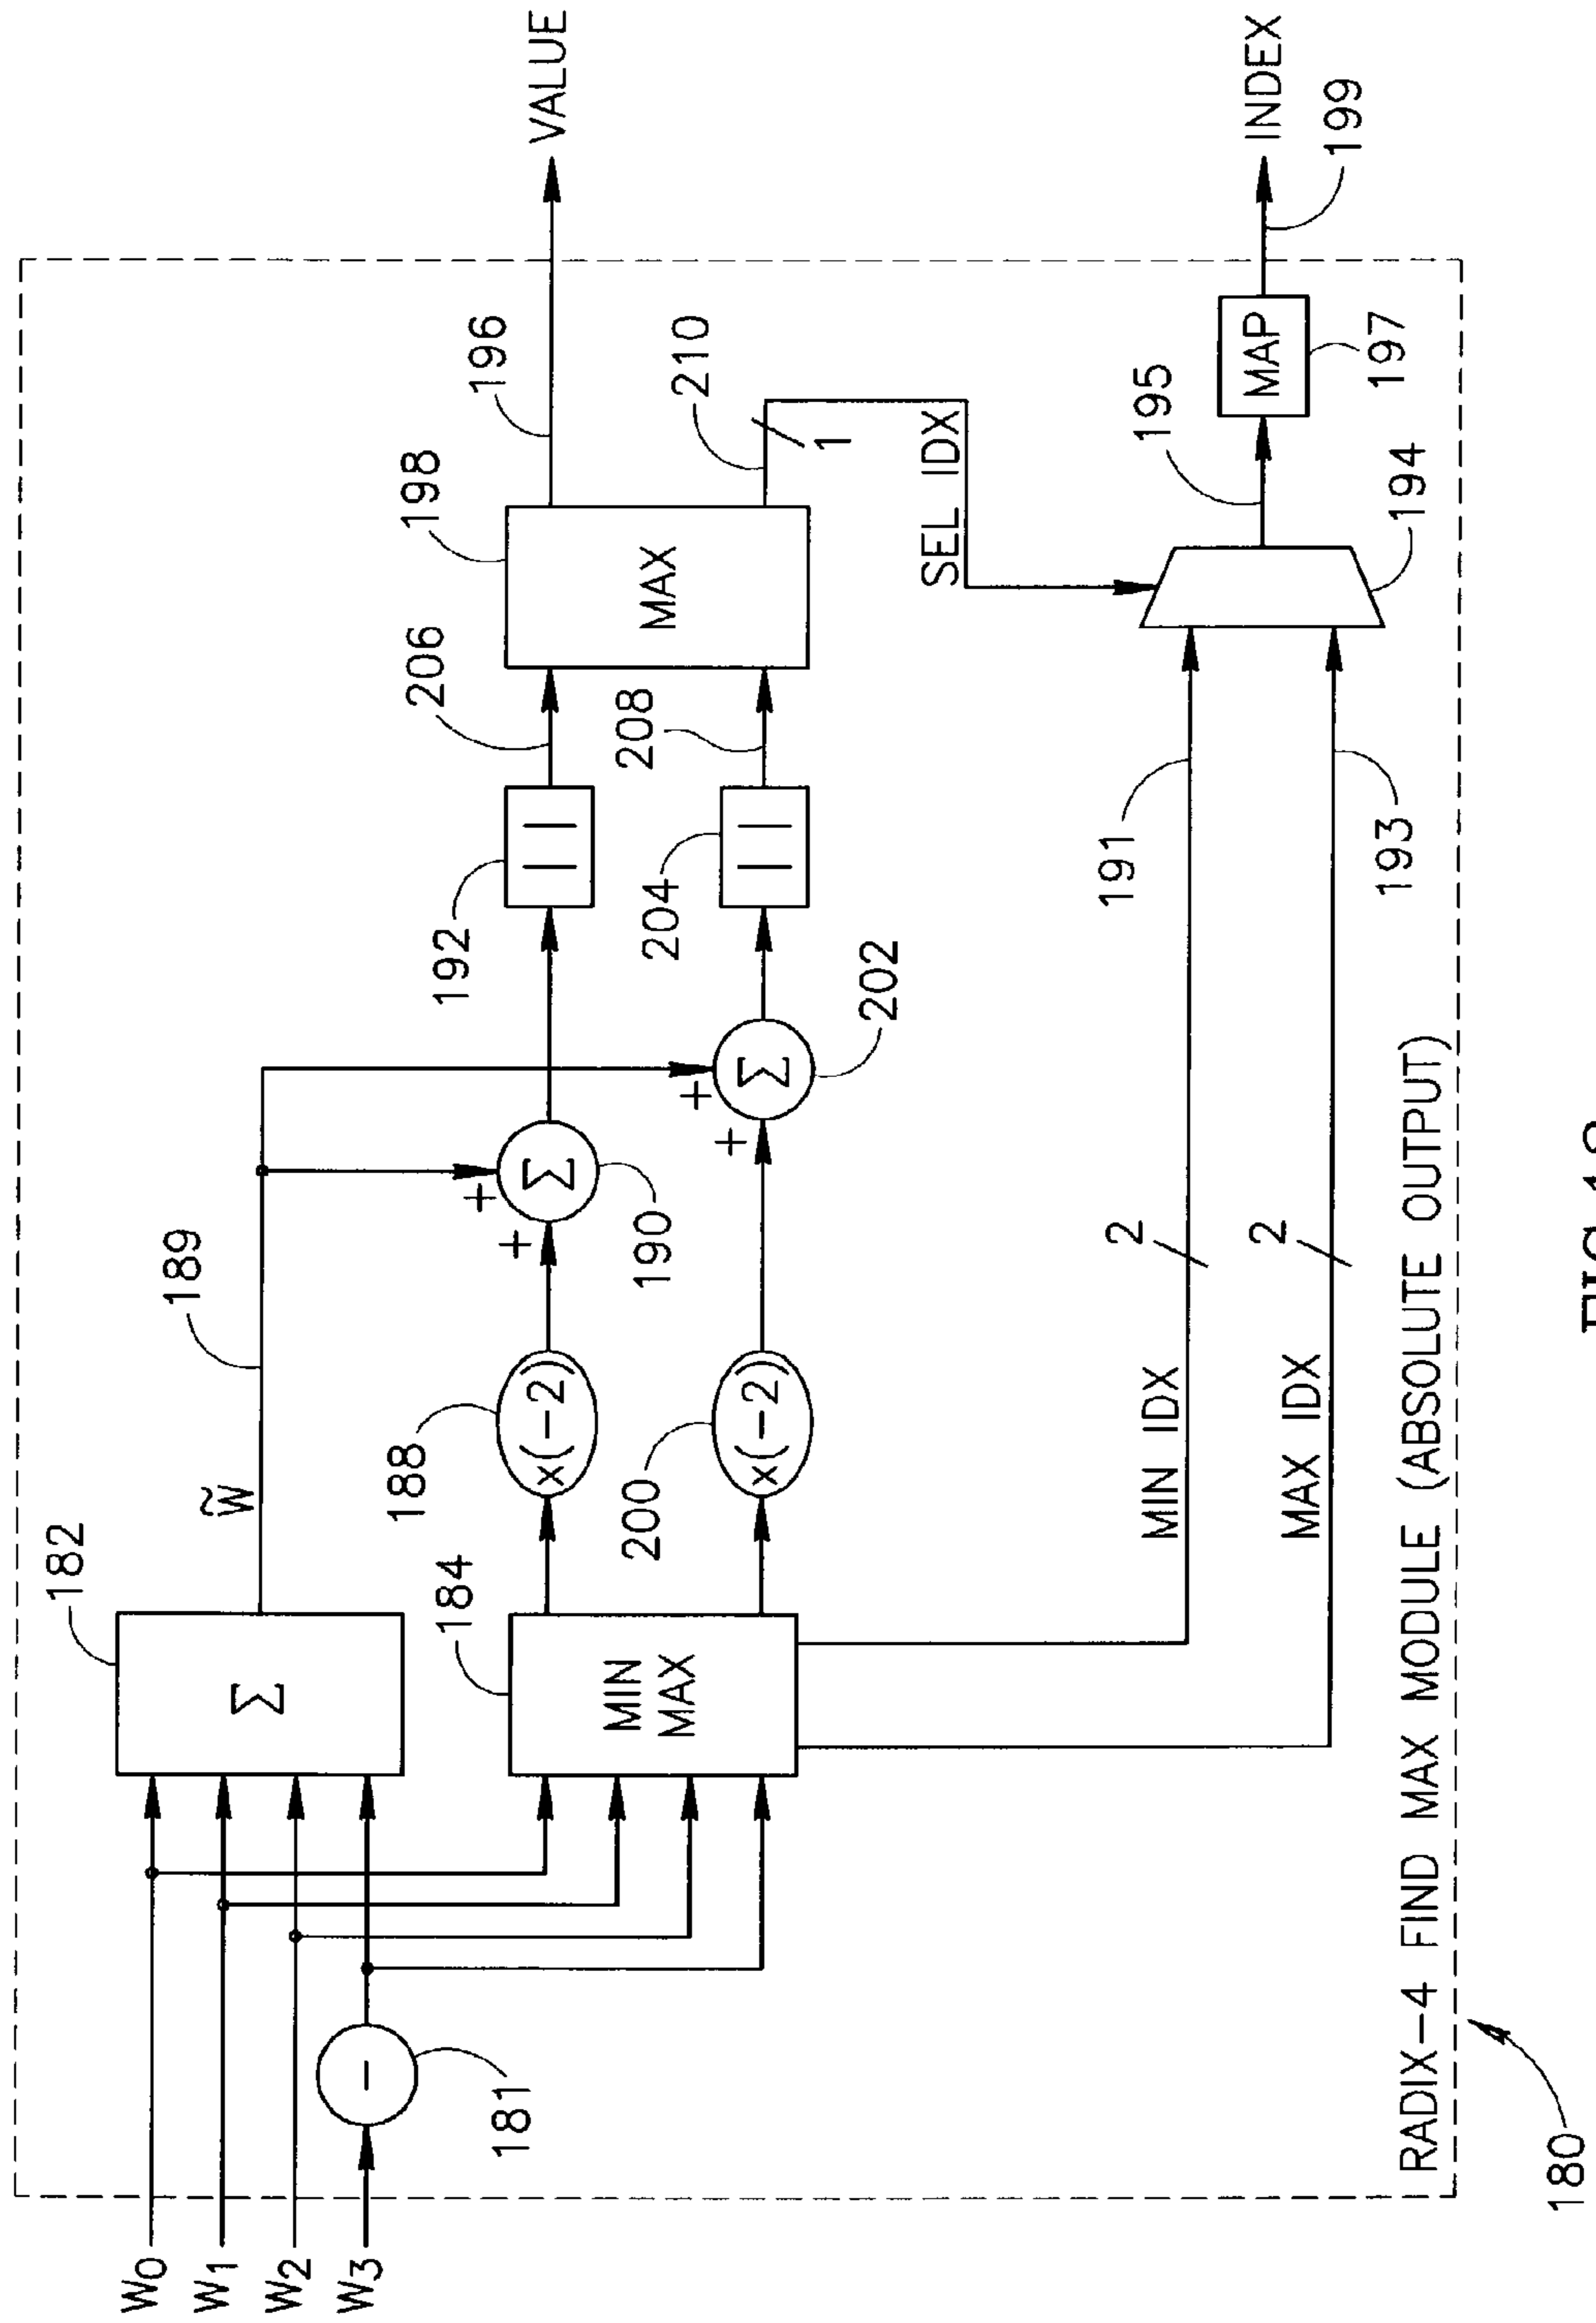 W0
W1
W2
W3
181
182
Σ
W̃
189
184
MIN
MAX
188
x(-2)
200
x(-2)
+
+
Σ
190
+
+
Σ
202
192
| |
204
| |
206
208
198
MAX
196
VALUE
210
1
SEL IDX
MIN IDX
2
191
MAX IDX
2
193
194
195
MAP
197
199
INDEX
RADIX-4 FIND MAX MODULE (ABSOLUTE OUTPUT)
180